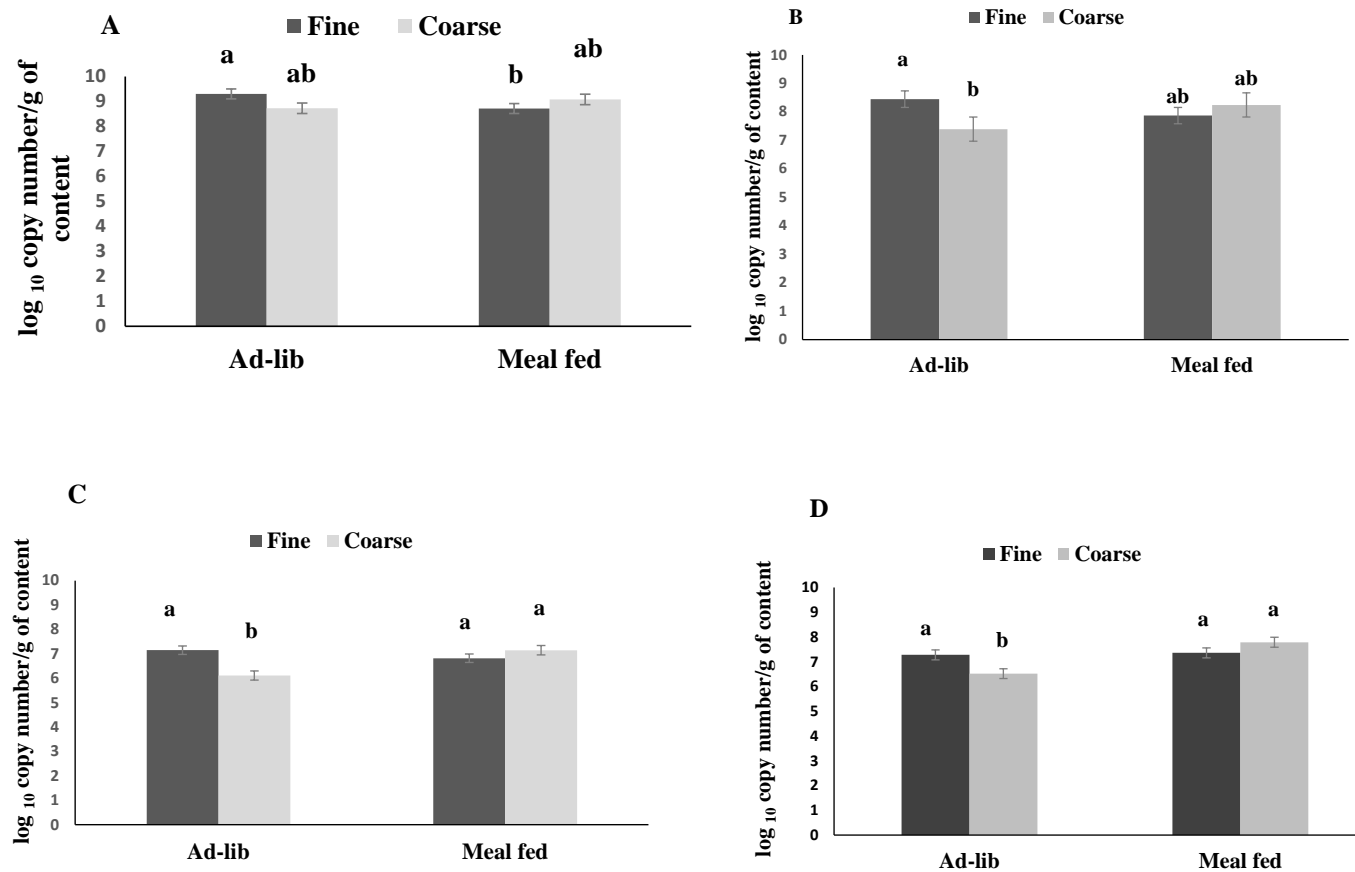 A
Fine Coarse
a
ab
b
ab
10
9
8
7
6
5
4
3
2
1
0
log 10 copy number/g of
content
Ad-lib Meal fed
B
Fine Coarse
a
b
ab
ab
10
9
8
7
6
5
4
3
2
1
0
log 10 copy number/g of content
Ad-lib Meal fed
C
Fine Coarse
a
b
a
a
10
9
8
7
6
5
4
3
2
1
0
log 10 copy number/g of content
Ad-lib Meal fed
D
Fine Coarse
a
b
a
a
10
9
8
7
6
5
4
3
2
1
0
log 10 copy number/g of content
Ad-lib Meal fed